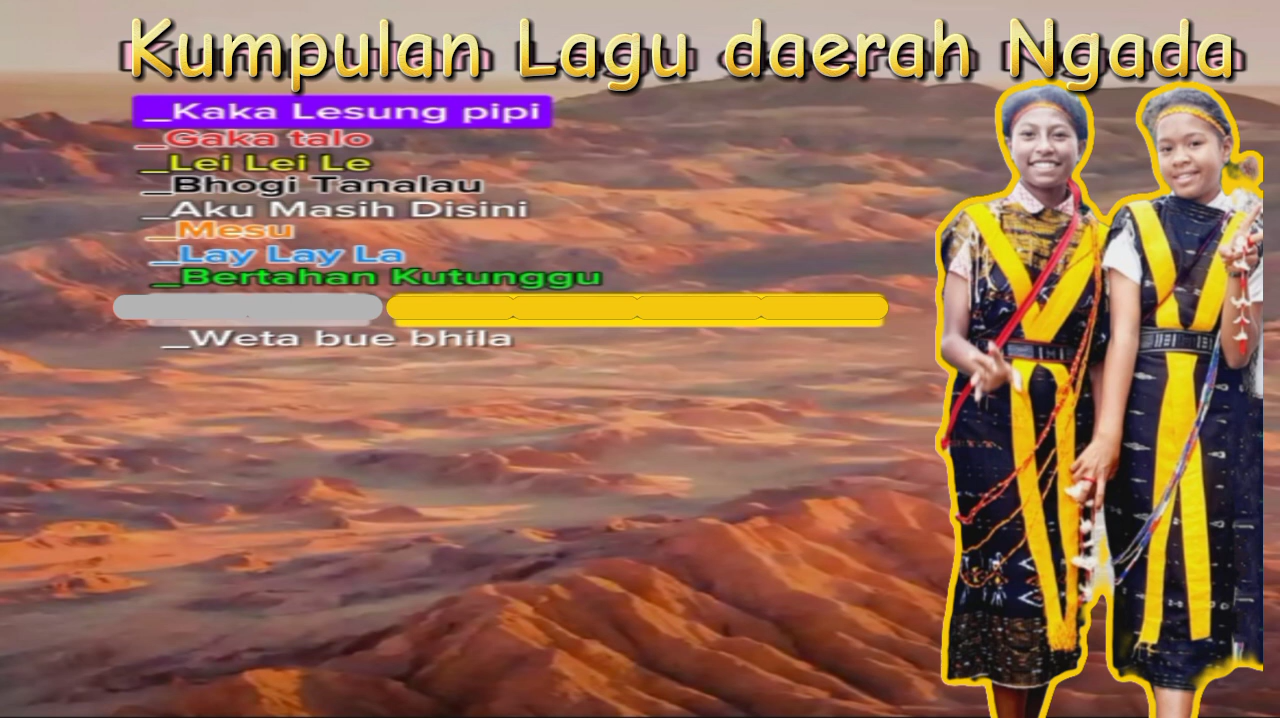 Kumpulan Lagu daerah Ngada
_Kaka Lesung pipi
_Gaka talo
_Lei Lei Le
_Bhogi Tanalau
_Aku Masih Disini
_Mesu
_Lay Lay La
_Bertahan Kutunggu
_Weta bue bhila